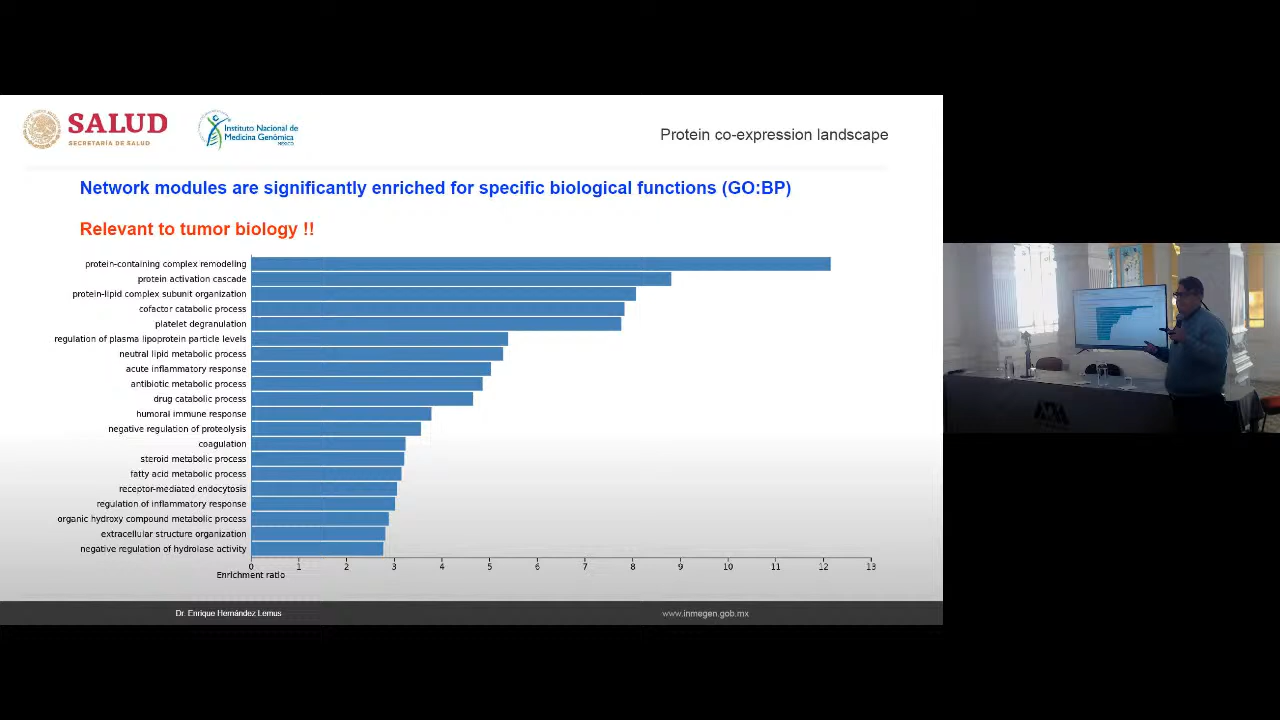 SALUD
SECRETARÍA DE SALUD
Instituto Nacional de
Medicina Genómica
MÉXICO
Protein co-expression landscape
Network modules are significantly enriched for specific biological functions (GO:BP)
Relevant to tumor biology !!
protein-containing complex remodeling
protein activation cascade
protein-lipid complex subunit organization
cofactor catabolic process
platelet degranulation
regulation of plasma lipoprotein particle levels
neutral lipid metabolic process
acute inflammatory response
antibiotic metabolic process
drug catabolic process
humoral immune response
negative regulation of proteolysis
coagulation
steroid metabolic process
fatty acid metabolic process
receptor-mediated endocytosis
regulation of inflammatory response
organic hydroxy compound metabolic process
extracellular structure organization
negative regulation of hydrolase activity
0 1 2 3 4 5 6 7 8 9 10 11 12 13
Enrichment ratio
Dr. Enrique Hernández Lemus
www.inmegen.gob.mx